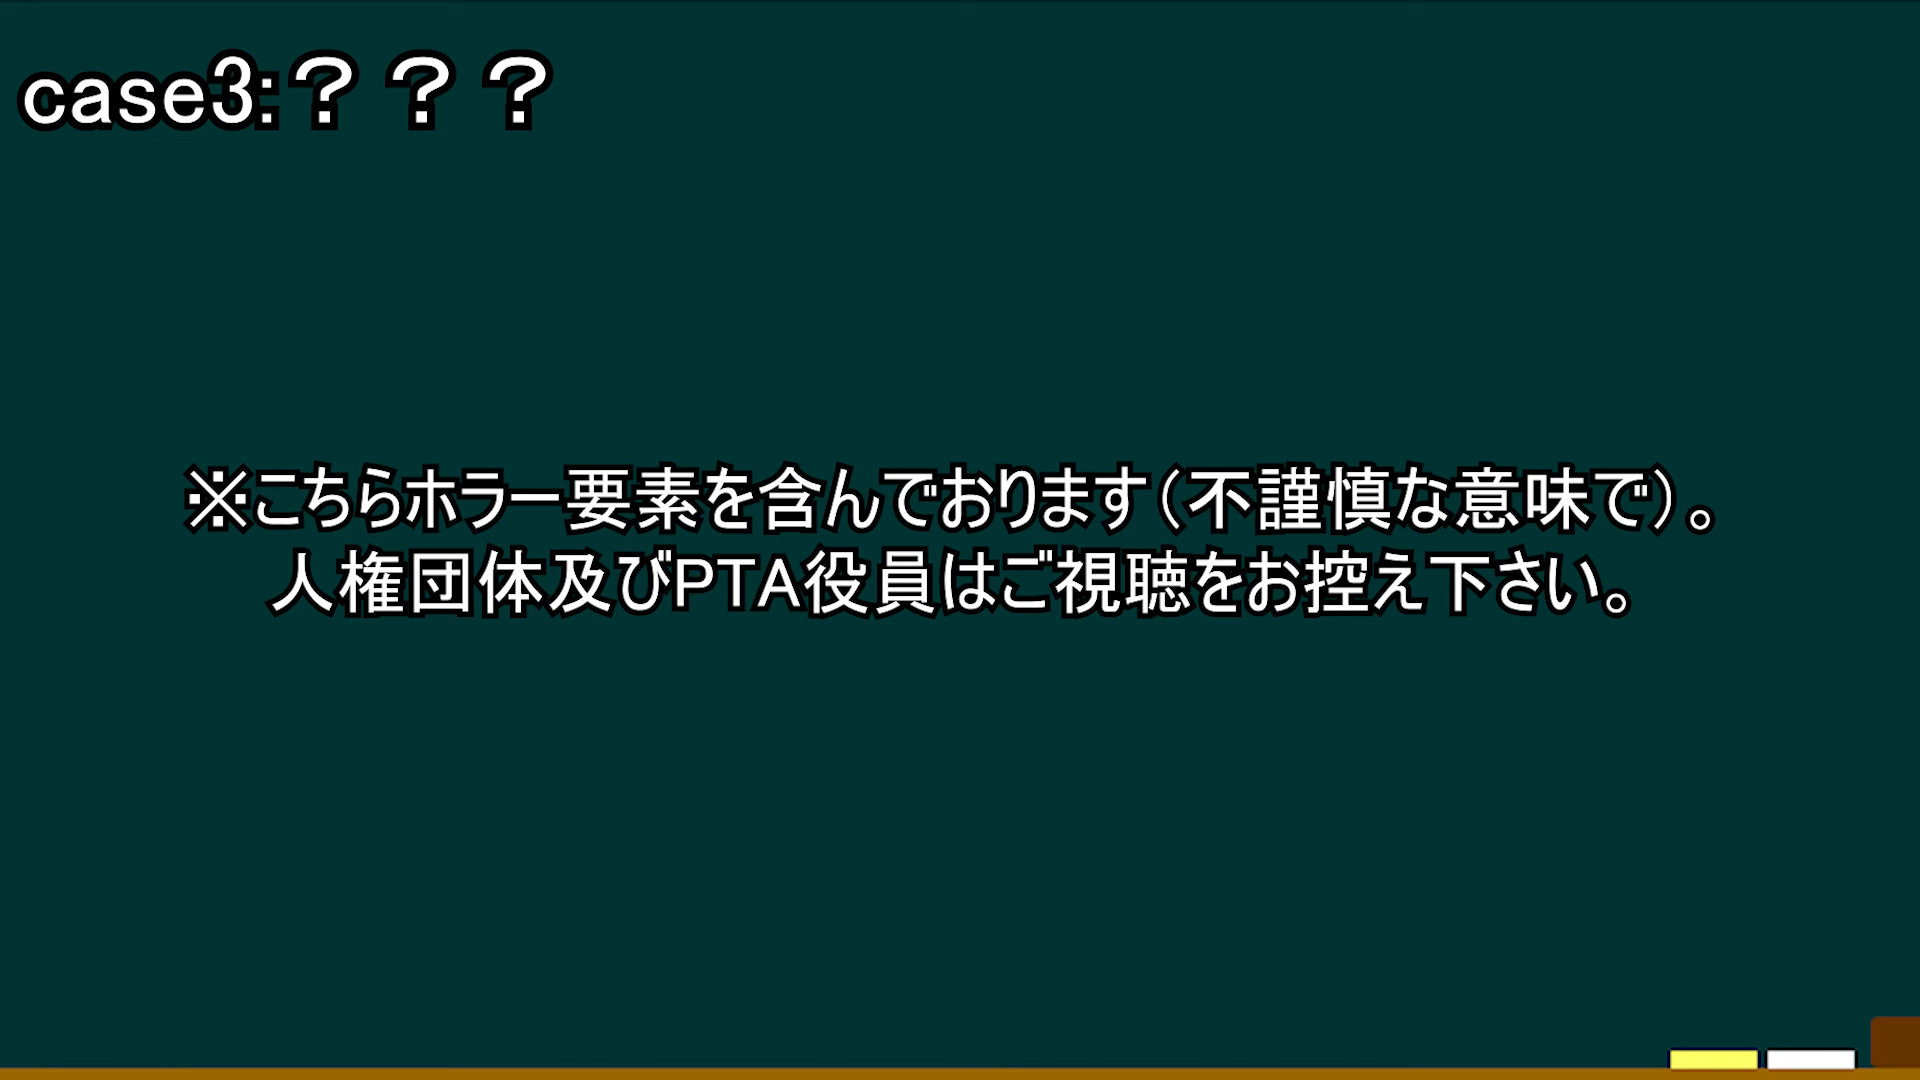 case3:？？？
※こちらホラー要素を含んでおります（不謹慎な意味で）。
人権団体及びPTA役員はご視聴をお控え下さい。